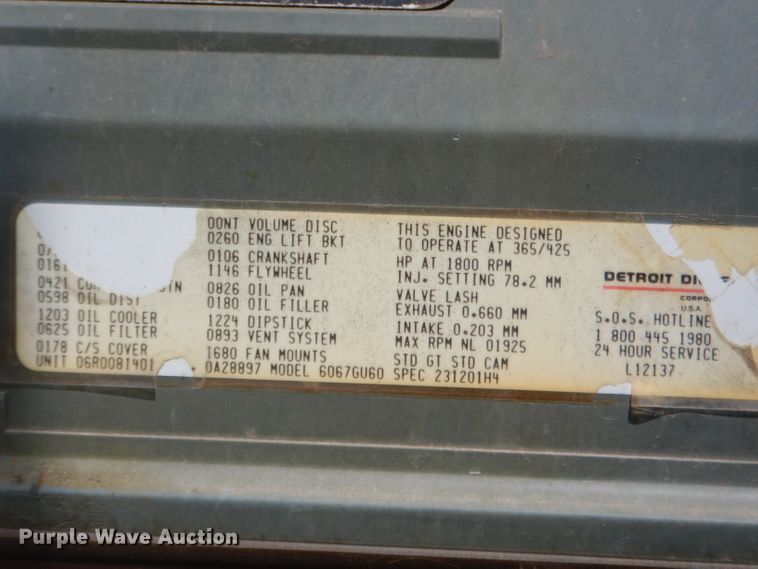 00NT VOLUME DISC
0260 ENG LIFT BKT
0161
0106 CRANKSHAFT
0421
1146 FLYWHEEL
0598 OIL DIST
0826 OIL PAN
1203 OIL COOLER
0180 OIL FILLER
0625 OIL FILTER
1224 DIPSTICK
0893 VENT SYSTEM
0178 C/S COVER
1680 FAN MOUNTS
UNIT 06R0081401 0A28897 MODEL 6067GU60 SPEC 231201H4
THIS ENGINE DESIGNED
TO OPERATE AT 365/425
HP AT 1800 RPM
INJ. SETTING 78.2 MM
VALVE LASH
EXHAUST 0.660 MM
INTAKE 0.203 MM
MAX RPM NL 01925
STD GT STD CAM
DETROIT
U.S.A.
S.O.S. HOTLINE
1 800 445 1980
24 HOUR SERVICE
L12137
Purple Wave Auction